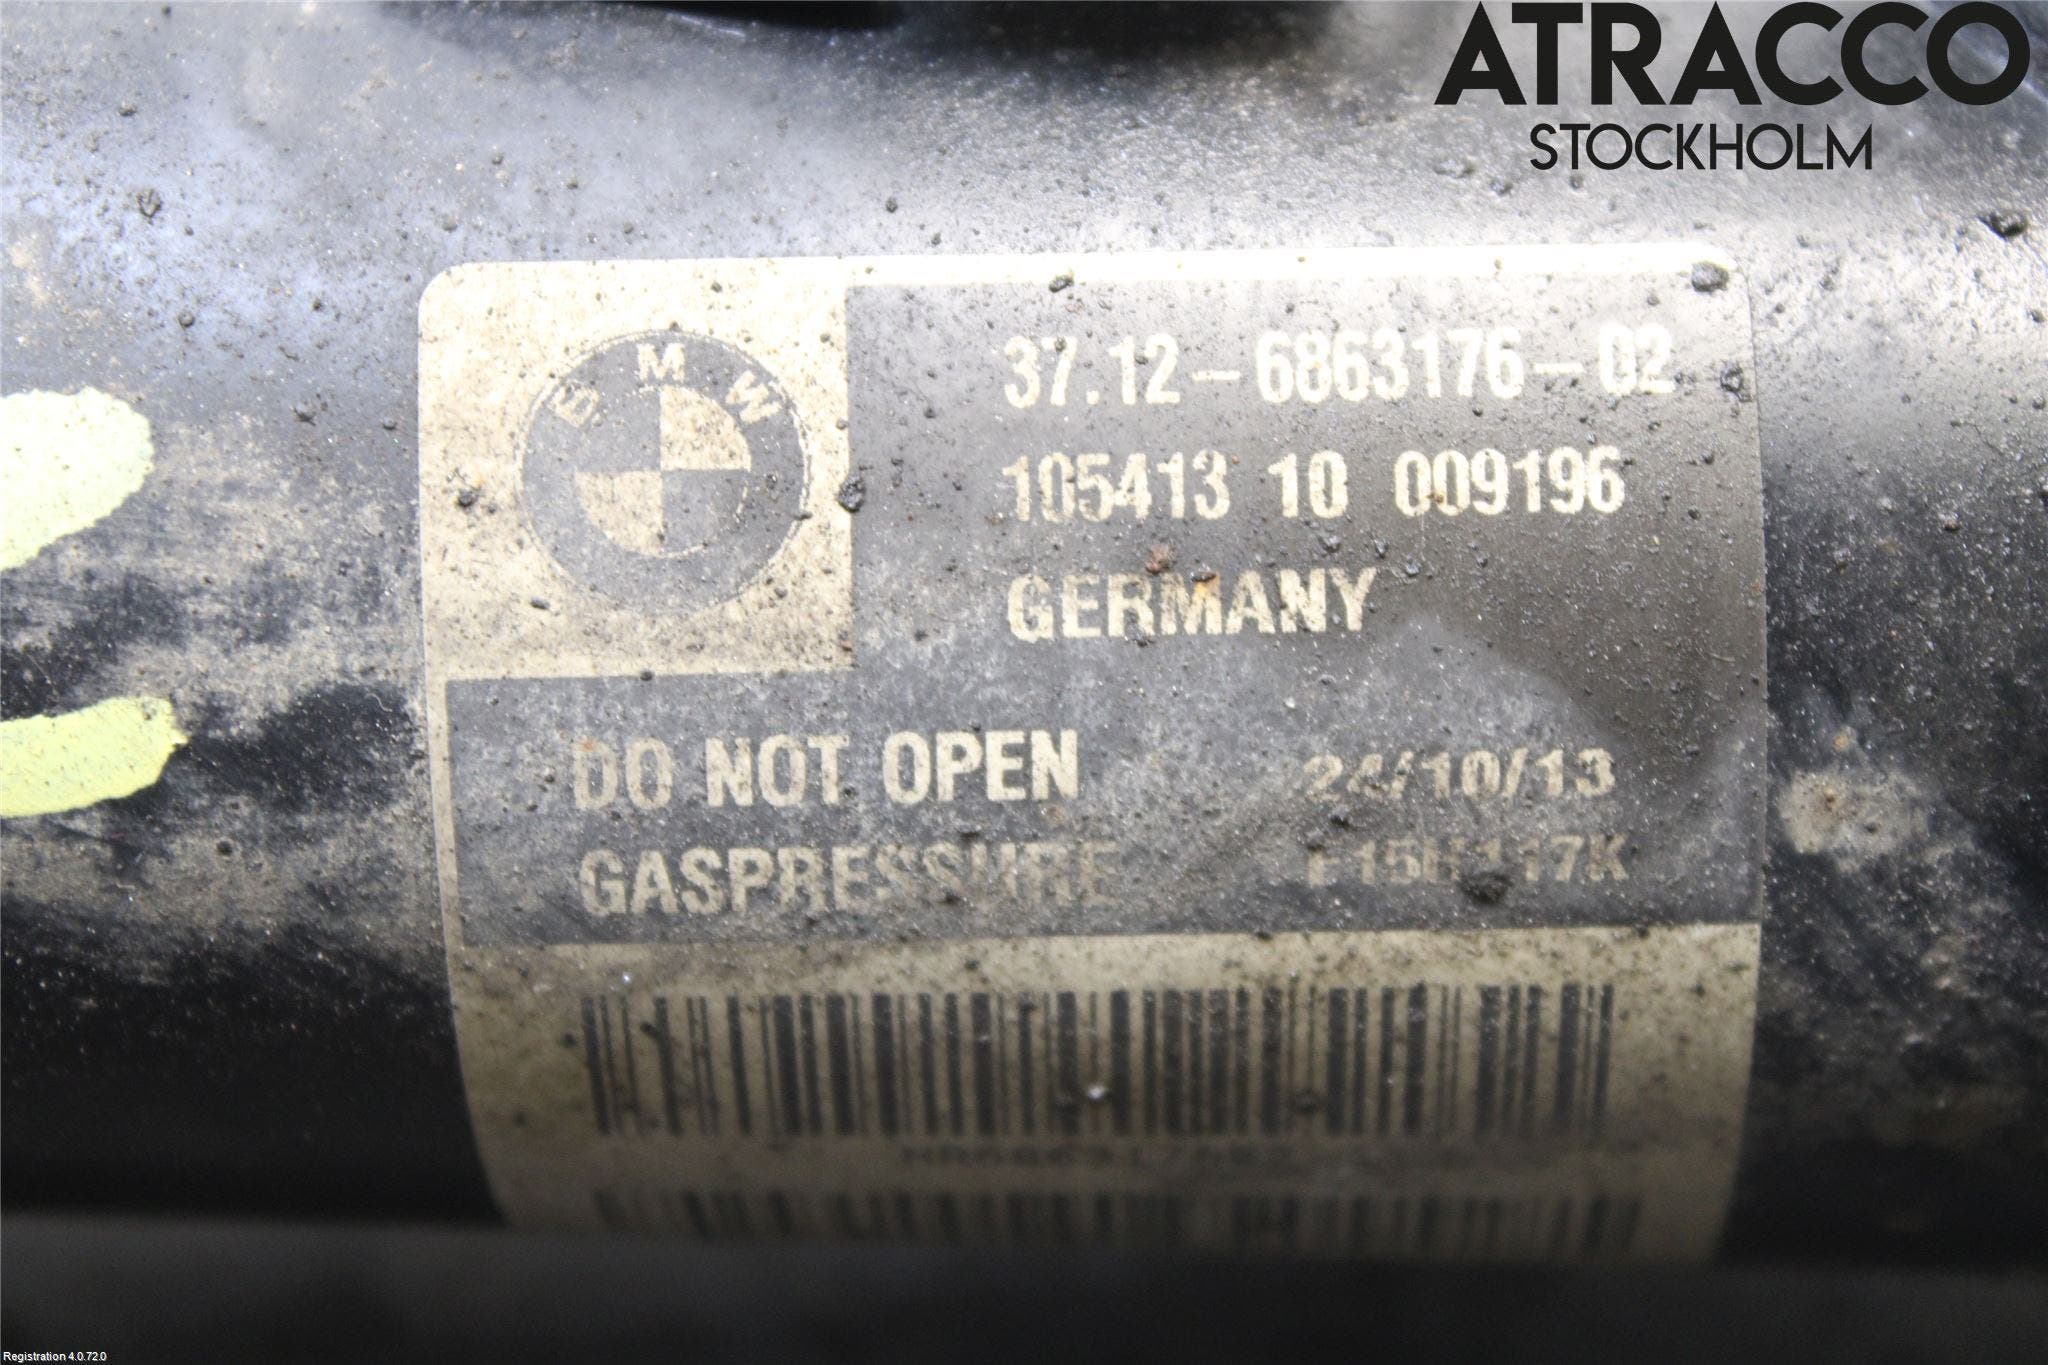 ATRACCO
STOCKHOLM
BMW
37.12-6863176-02
105413 10 009196
GERMANY
DO NOT OPEN 24/10/13
GASPRESSURE
Registration 4.0.72.0